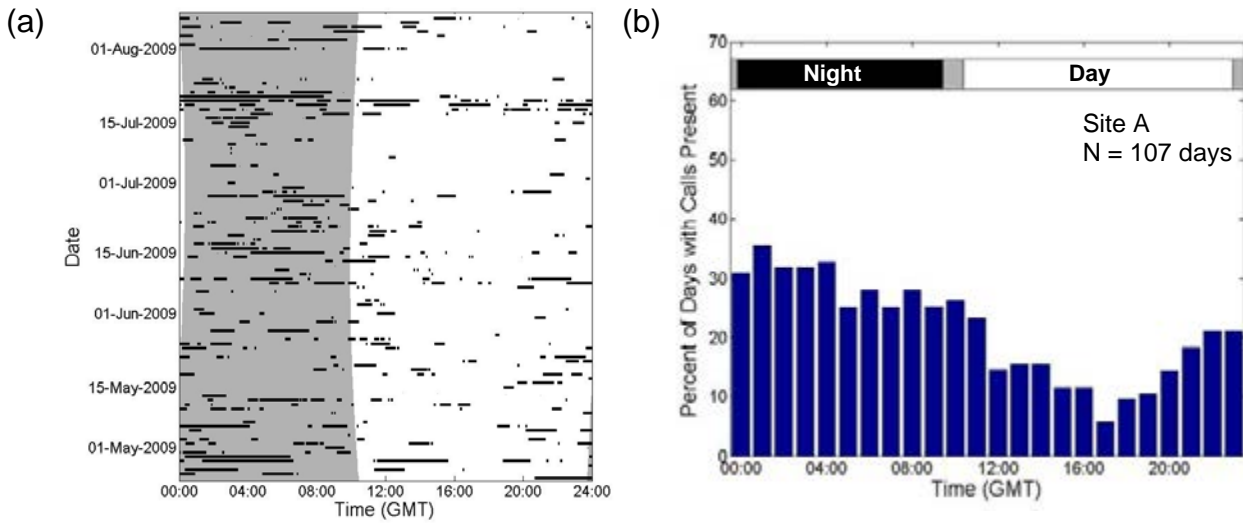 (a)
01-Aug-2009
15-Jul-2009
01-Jul-2009
15-Jun-2009
01-Jun-2009
15-May-2009
01-May-2009
Date
00:00 04:00 08:00 12:00 16:00 20:00 24:00
Time (GMT)
(b)
70
60
50
40
30
20
10
0
Percent of Days with Calls Present
Night Day
Site A
N = 107 days
00:00 04:00 08:00 12:00 16:00 20:00
Time (GMT)